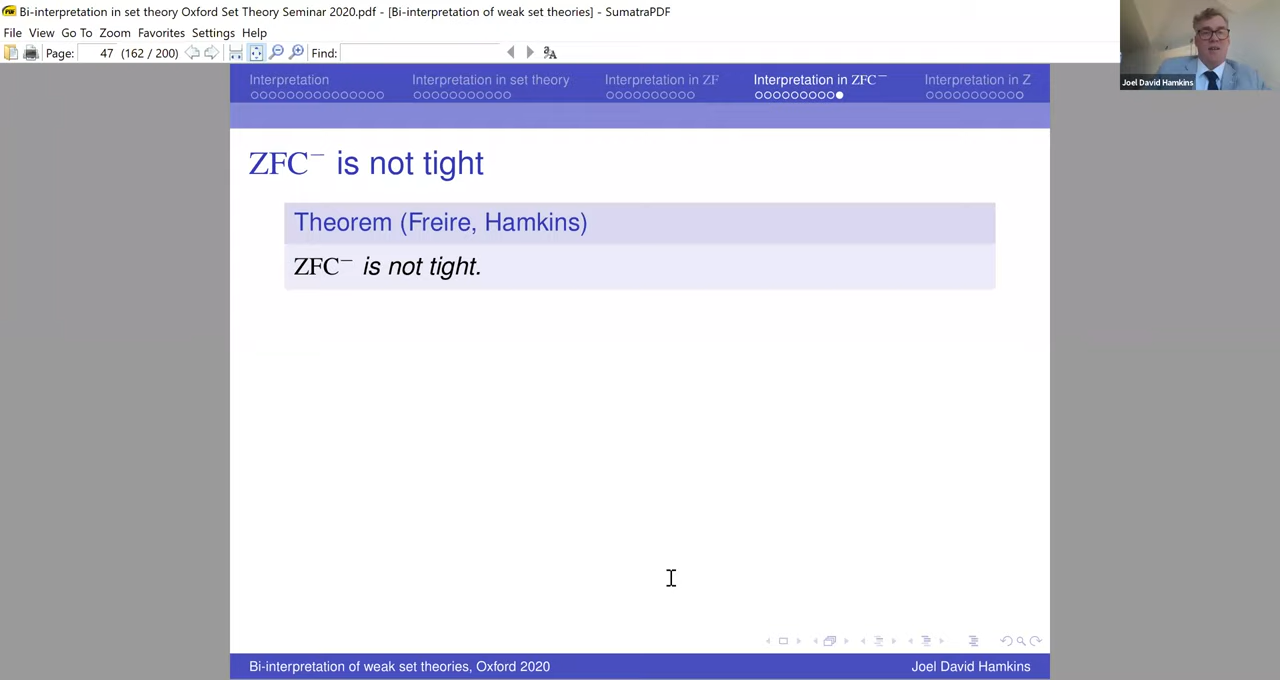 Bi-interpretation in set theory Oxford Set Theory Seminar 2020.pdf - [Bi-interpretation of weak set theories] - SumatraPDF
File View Go To Zoom Favorites Settings Help
Page: 47 (162 / 200) Find:
Joel David Hamkins
Interpretation Interpretation in set theory Interpretation in ZF Interpretation in ZFC⁻ Interpretation in Z
ZFC⁻ is not tight
Theorem (Freire, Hamkins)
ZFC⁻ is not tight.
Bi-interpretation of weak set theories, Oxford 2020 Joel David Hamkins